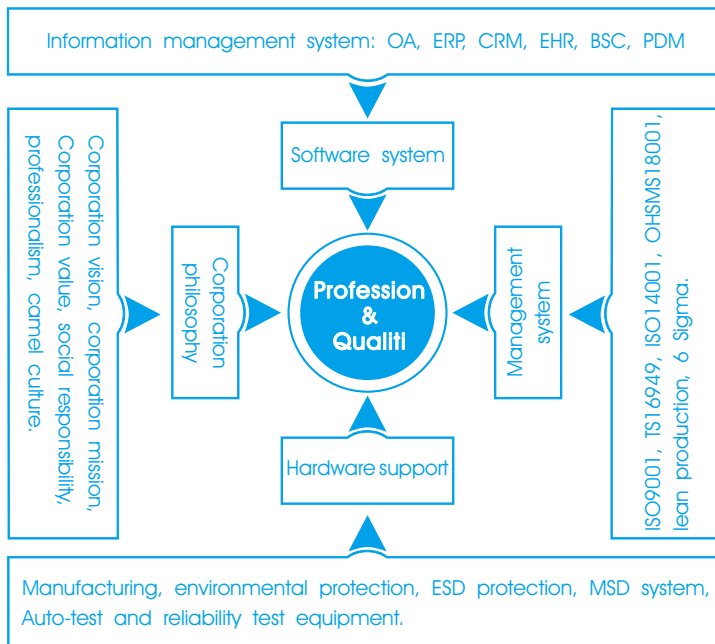 Information management system: OA, ERP, CRM, EHR, BSC, PDM
Software system
Corporation vision, corporation mission,
Corporation value, social responsibility,
professionalism, camel culture.
Corporation
philosophy
Profession
&
Qualiti
Management
system
ISO9001, TS16949, ISO14001, OHSMS18001,
lean production, 6 Sigma.
Hardware support
Manufacturing, environmental protection, ESD protection, MSD system,
Auto-test and reliability test equipment.